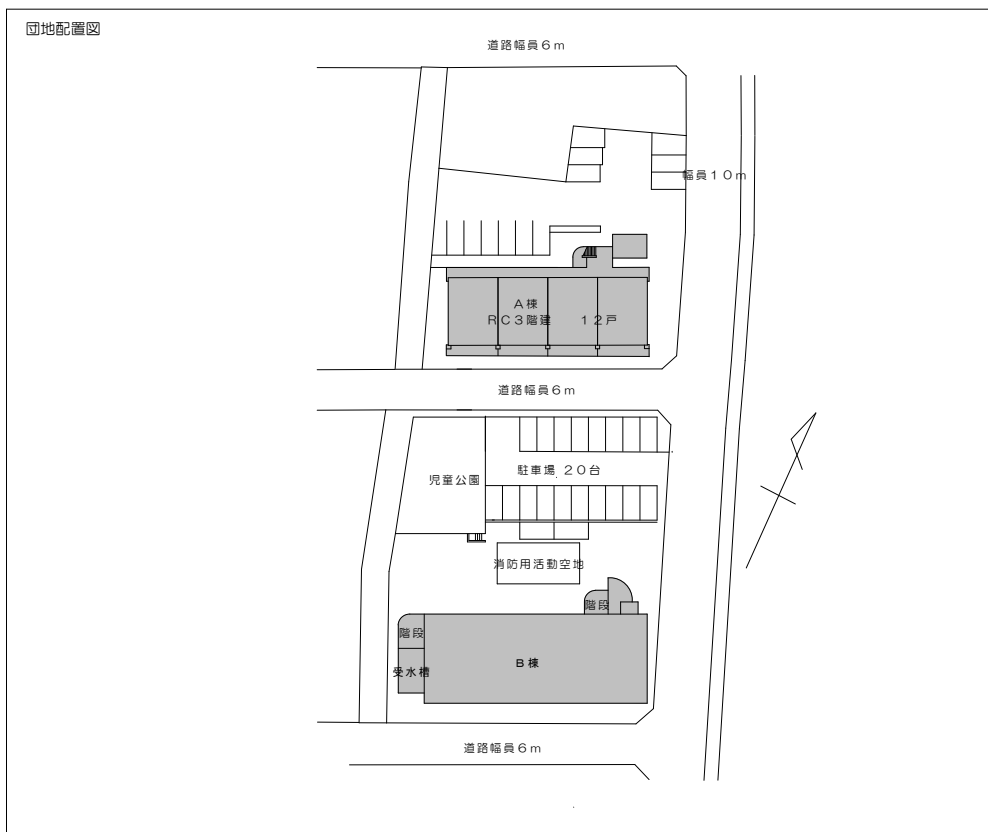 団地配置図
道路幅員6m
幅員10m
A棟
RC3階建 12戸
道路幅員6m
駐車場 20台
児童公園
消防用活動空地
階段
階段
B棟
受水槽
道路幅員6m